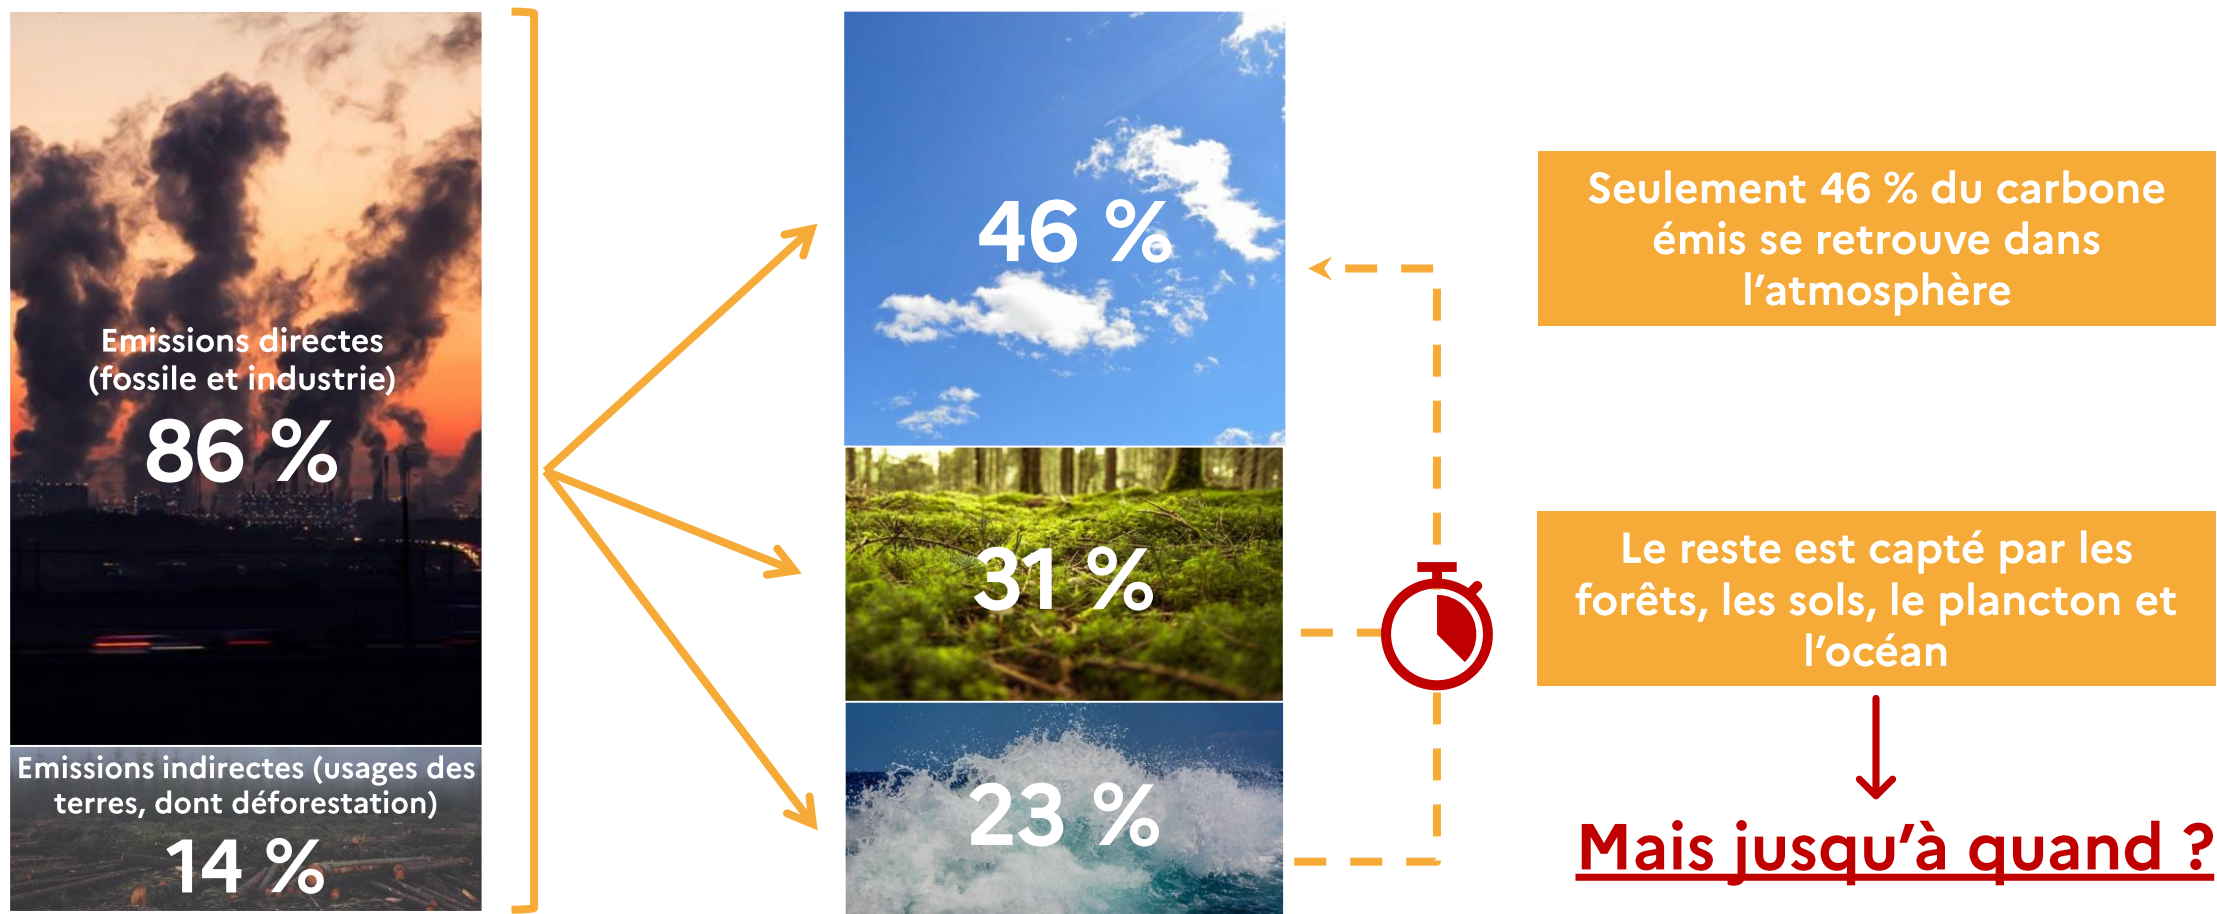 Emissions directes
(fossile et industrie)
86 %
Emissions indirectes (usages des
terres, dont déforestation)
14 %
46 %
31 %
23 %
Seulement 46 % du carbone
émis se retrouve dans
l’atmosphère
Le reste est capté par les
forêts, les sols, le plancton et
l’océan
Mais jusqu’à quand ?